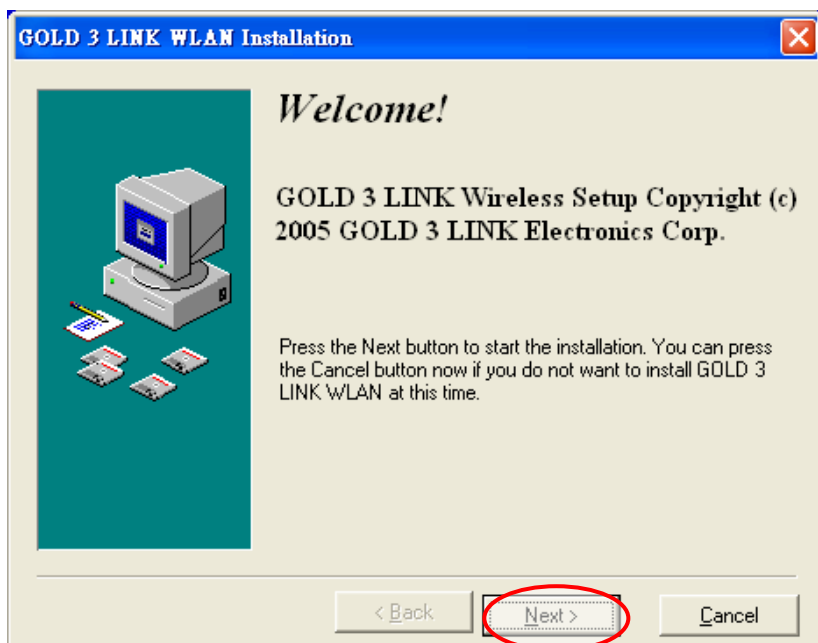 GOLD 3 LINK WLAN Installation
Welcome!
GOLD 3 LINK Wireless Setup Copyright (c)
2005 GOLD 3 LINK Electronics Corp.
Press the Next button to start the installation. You can press
the Cancel button now if you do not want to install GOLD 3
LINK WLAN at this time.
< Back
Next >
Cancel